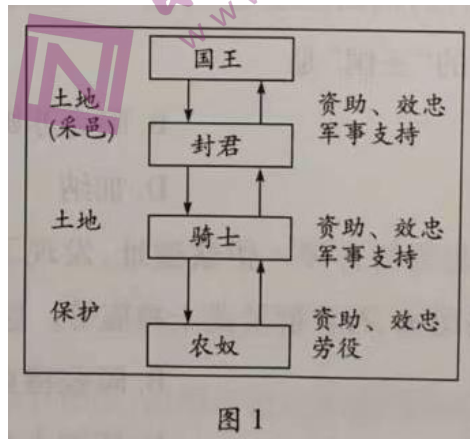 国王
土地
(采邑)
资助、效忠
军事支持
封君
土地
骑士
资助、效忠
军事支持
保护
农奴
资助、效忠
劳役
图 1